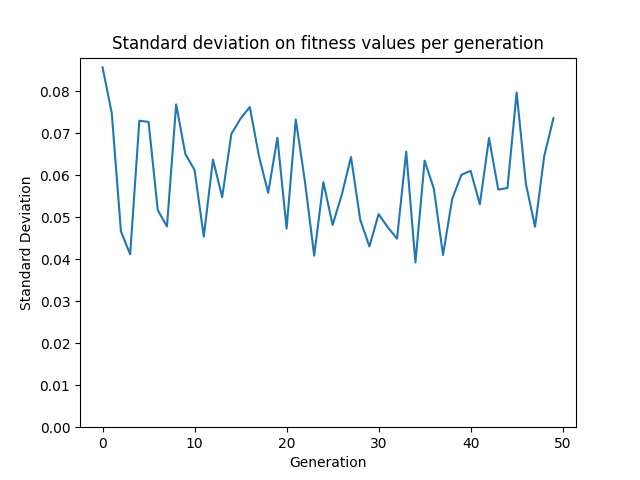 Standard deviation on fitness values per generation
Standard Deviation
0.08
0.07
0.06
0.05
0.04
0.03
0.02
0.01
0.00
0 10 20 30 40 50
Generation